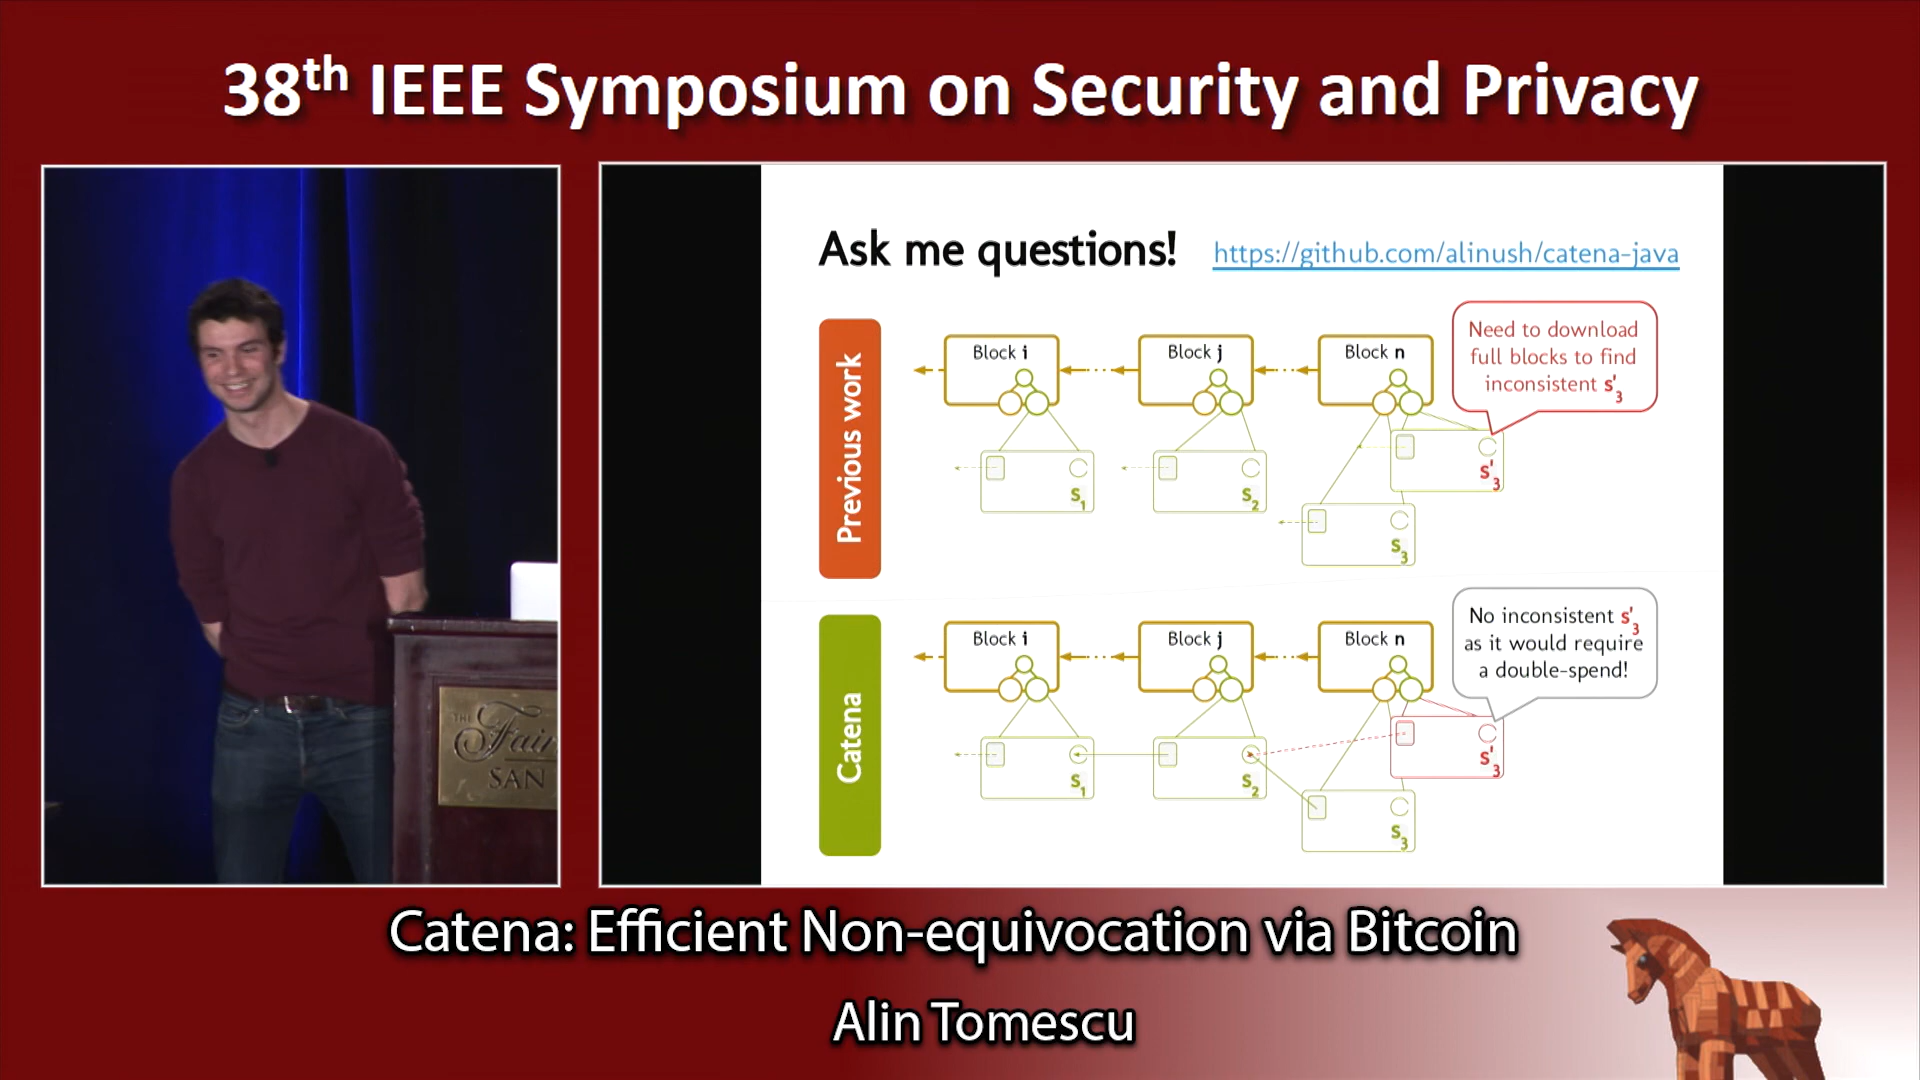 38th IEEE Symposium on Security and Privacy
Ask me questions! https://github.com/alinush/catena-java
Previous work
Block i
Block j
Block n
Need to download
full blocks to find
inconsistent s'3
s1
s2
s'3
s3
Catena
Block i
Block j
Block n
No inconsistent s'3
as it would require
a double-spend!
s1
s2
s'3
s3
THE
SAN
Catena: Efficient Non-equivocation via Bitcoin
Alin Tomescu